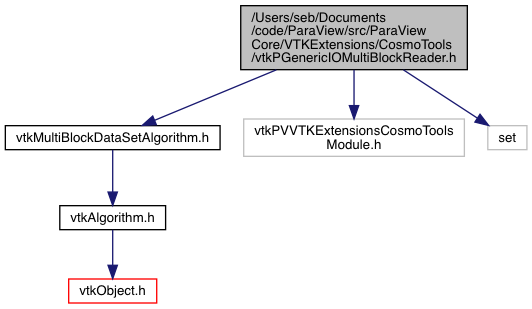 /Users/seb/Documents
/code/ParaView/src/ParaView
Core/VTKExtensions/CosmoTools
/vtkPGenericIOMultiBlockReader.h
vtkMultiBlockDataSetAlgorithm.h
vtkPVVTKExtensionsCosmoTools
Module.h
set
vtkAlgorithm.h
vtkObject.h